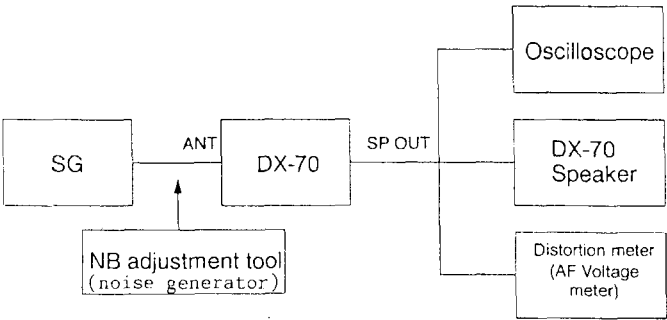 Oscilloscope
SG
ANT
DX-70
SP OUT
DX-70
Speaker
NB adjustment tool
(noise generator)
Distortion meter
(AF Voltage
meter)